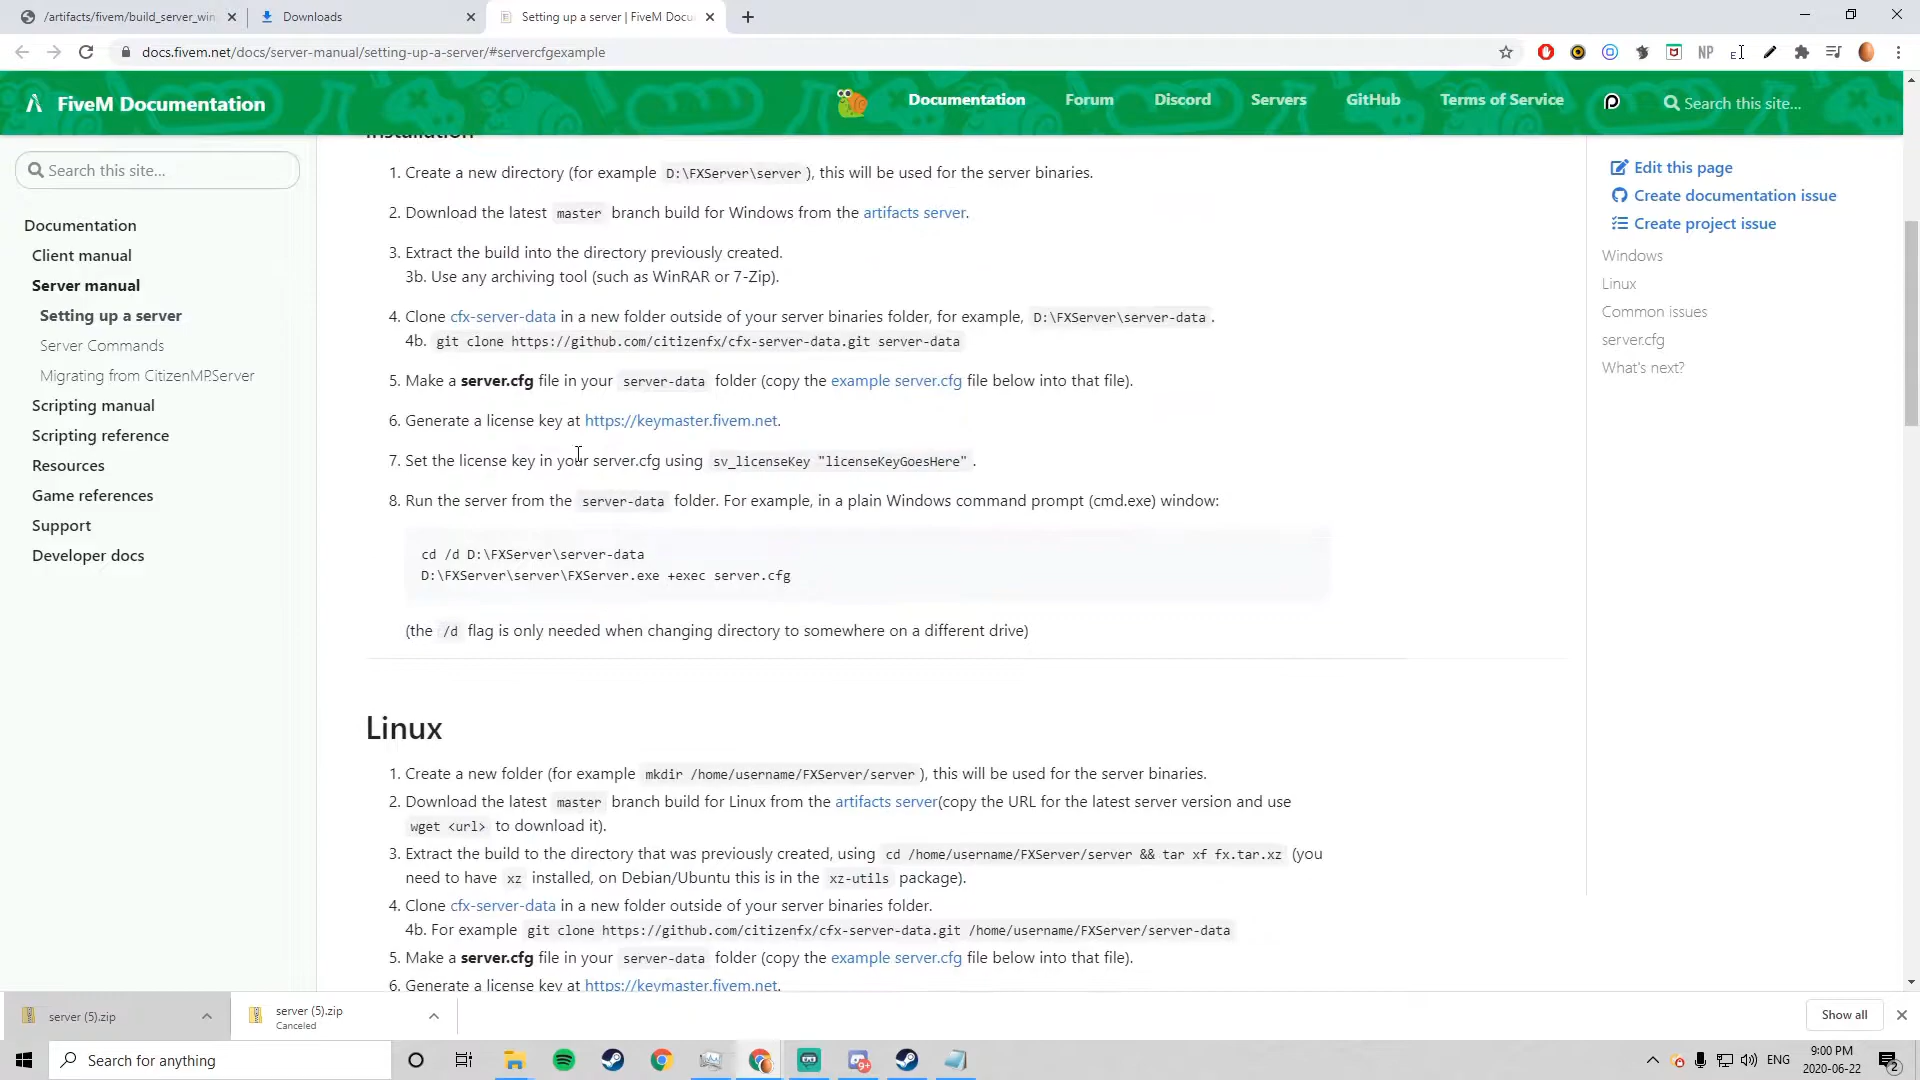 /artifacts/fivem/build_server_win
Downloads
Setting up a server | FiveM Docu
docs.fivem.net/docs/server-manual/setting-up-a-server/#servercfgexample
NP
FiveM Documentation
Documentation
Forum
Discord
Servers
GitHub
Terms of Service
Search this site...
Search this site...
Documentation
Client manual
Server manual
Setting up a server
Server Commands
Migrating from CitizenMP.Server
Scripting manual
Scripting reference
Resources
Game references
Support
Developer docs
Installation
1. Create a new directory (for example D:\FXServer\server ), this will be used for the server binaries.
2. Download the latest master branch build for Windows from the artifacts server.
3. Extract the build into the directory previously created.
3b. Use any archiving tool (such as WinRAR or 7-Zip).
4. Clone cfx-server-data in a new folder outside of your server binaries folder, for example, D:\FXServer\server-data .
4b. git clone https://github.com/citizenfx/cfx-server-data.git server-data
5. Make a server.cfg file in your server-data folder (copy the example server.cfg file below into that file).
6. Generate a license key at https://keymaster.fivem.net.
7. Set the license key in your server.cfg using sv_licenseKey "licenseKeyGoesHere" .
8. Run the server from the server-data folder. For example, in a plain Windows command prompt (cmd.exe) window:
cd /d D:\FXServer\server-data
D:\FXServer\server\FXServer.exe +exec server.cfg
(the /d flag is only needed when changing directory to somewhere on a different drive)
Linux
1. Create a new folder (for example mkdir /home/username/FXServer/server ), this will be used for the server binaries.
2. Download the latest master branch build for Linux from the artifacts server(copy the URL for the latest server version and use
wget <url> to download it).
3. Extract the build to the directory that was previously created, using cd /home/username/FXServer/server && tar xf fx.tar.xz (you
need to have xz installed, on Debian/Ubuntu this is in the xz-utils package).
4. Clone cfx-server-data in a new folder outside of your server binaries folder.
4b. For example git clone https://github.com/citizenfx/cfx-server-data.git /home/username/FXServer/server-data
5. Make a server.cfg file in your server-data folder (copy the example server.cfg file below into that file).
6. Generate a license key at https://keymaster.fivem.net.
Edit this page
Create documentation issue
Create project issue
Windows
Linux
Common issues
server.cfg
What's next?
server (5).zip
server (5).zip
Canceled
Show all
Search for anything
ENG
9:00 PM
2020-06-22
2